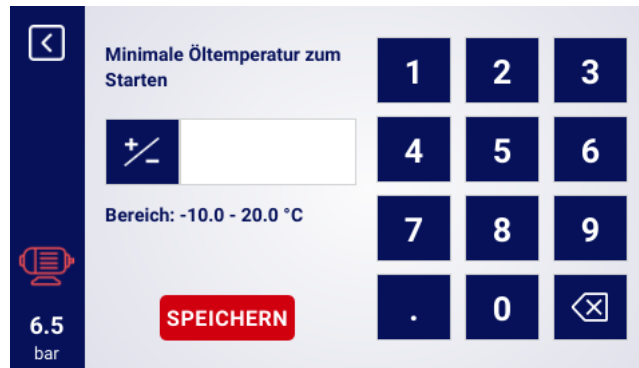 Minimale Öltemperatur zum
Starten
+/−
Bereich: -10.0 - 20.0 °C
SPEICHERN
1 2 3
4 5 6
7 8 9
. 0
6.5
bar